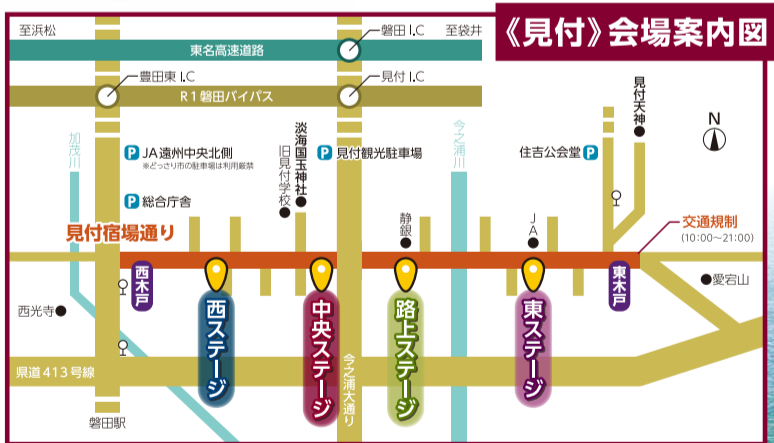 《見付》会場案内図
至浜松
磐田 I.C
至袋井
東名高速道路
豊田東 I.C
見付 I.C
R1磐田バイパス
加茂川
P JA遠州中央北側
※どっさり市の駐車場は利用厳禁
P 総合庁舎
淡海国玉神社
旧見付学校
P 見付観光駐車場
今之浦川
住吉公会堂 P
見付天神
N
見付宿場通り
静銀
JA
交通規制
(10:00～21:00)
西木戸
東木戸
愛宕山
西光寺
西ステージ
中央ステージ
路上ステージ
東ステージ
今之浦大通り
県道413号線
磐田駅